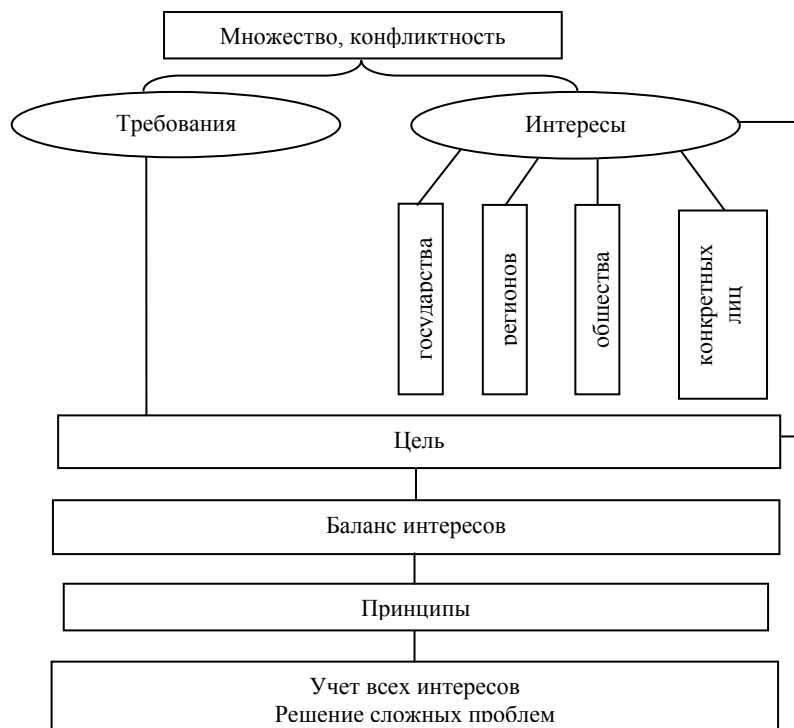 Множество, конфликтность
Требования
Интересы
государства
регионов
общества
конкретных
лиц
Цель
Баланс интересов
Принципы
Учет всех интересов
Решение сложных проблем